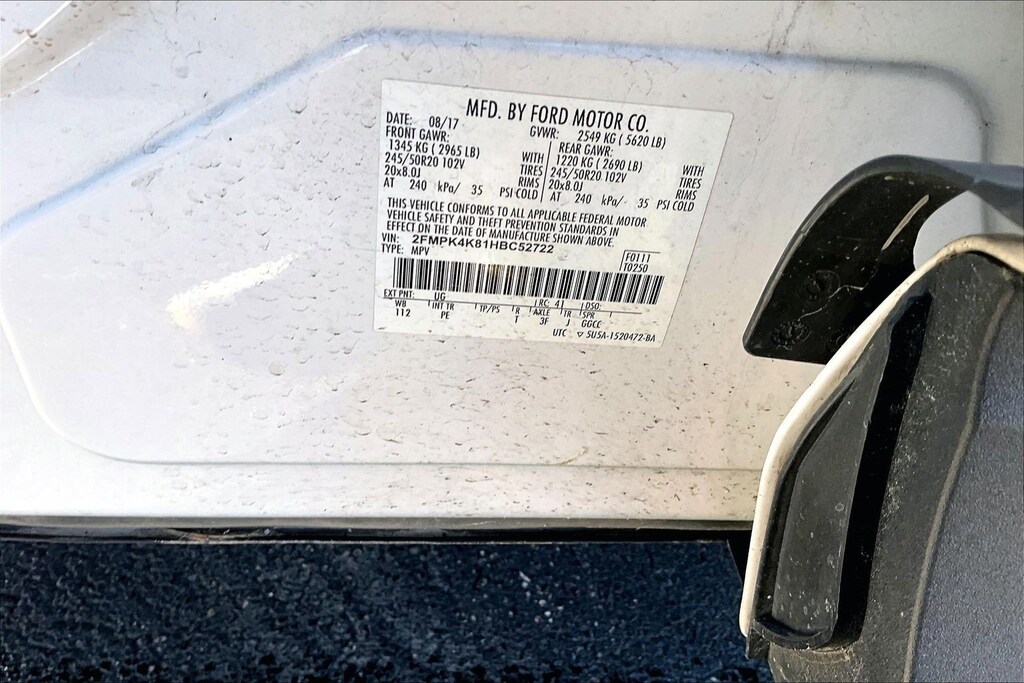 MFD. BY FORD MOTOR CO.
DATE: 08/17 GVWR: 2549 KG ( 5620 LB)
FRONT GAWR: REAR GAWR:
1345 KG ( 2965 LB) WITH 1220 KG ( 2690 LB) WITH
245/50R20 102V TIRES 245/50R20 102V TIRES
20x8.0J RIMS 20x8.0J RIMS
AT 240 kPa/ 35 PSI COLD AT 240 kPa/ 35 PSI COLD
THIS VEHICLE CONFORMS TO ALL APPLICABLE FEDERAL MOTOR
VEHICLE SAFETY AND THEFT PREVENTION STANDARDS IN
EFFECT ON THE DATE OF MANUFACTURE SHOWN ABOVE.
VIN: 2FMPK4K81HBC52722
TYPE: MPV
F0111
T0250
EXT PNT: UG RC: 41 DSO:
WB INT TR TP/PS R AXLE TR SPR
112 PE T 3F J GGCC
UTC ▽ 5U5A-1520472-BA